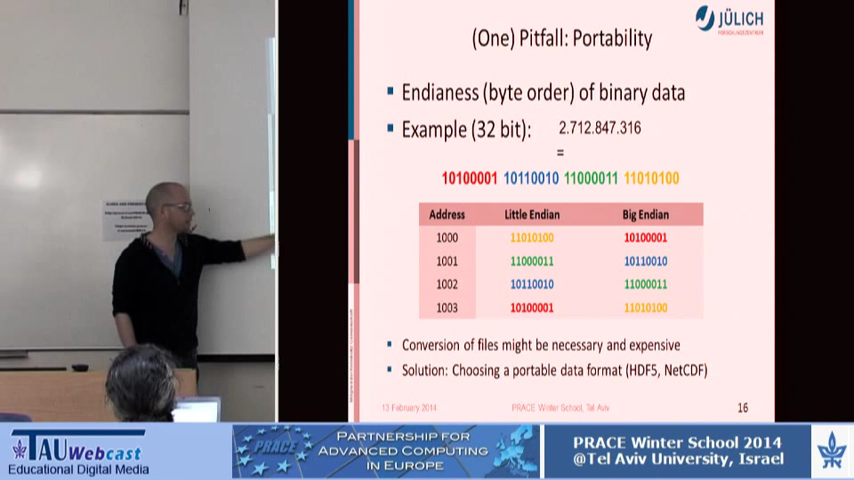 JÜLICH
FORSCHUNGSZENTRUM
(One) Pitfall: Portability
Endianess (byte order) of binary data
Example (32 bit): 2.712.847.316
=
10100001 10110010 11000011 11010100
Address Little Endian Big Endian
1000 11010100 10100001
1001 11000011 10110010
1002 10110010 11000011
1003 10100001 11010100
Conversion of files might be necessary and expensive
Solution: Choosing a portable data format (HDF5, NetCDF)
13 February 2014 PRACE Winter School, Tel Aviv 16
TAU Webcast
Educational Digital Media
PRACE
PARTNERSHIP FOR
ADVANCED COMPUTING
IN EUROPE
PRACE Winter School 2014
@Tel Aviv University, Israel